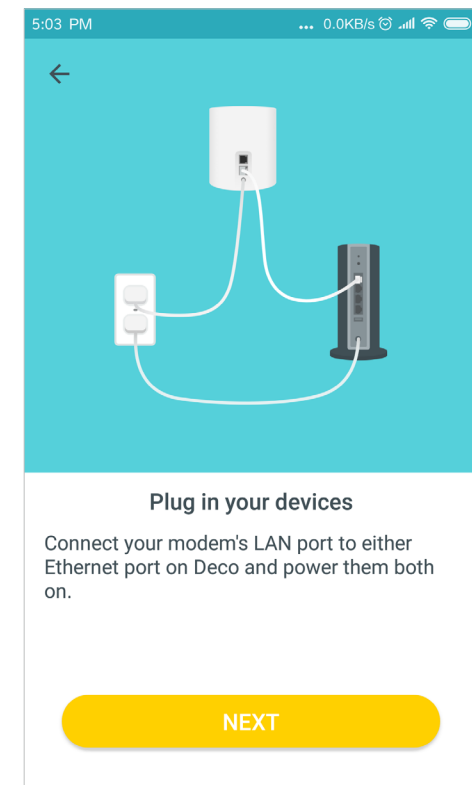 5:03 PM ... 0.0KB/s
Plug in your devices
Connect your modem's LAN port to either
Ethernet port on Deco and power them both
on.
NEXT